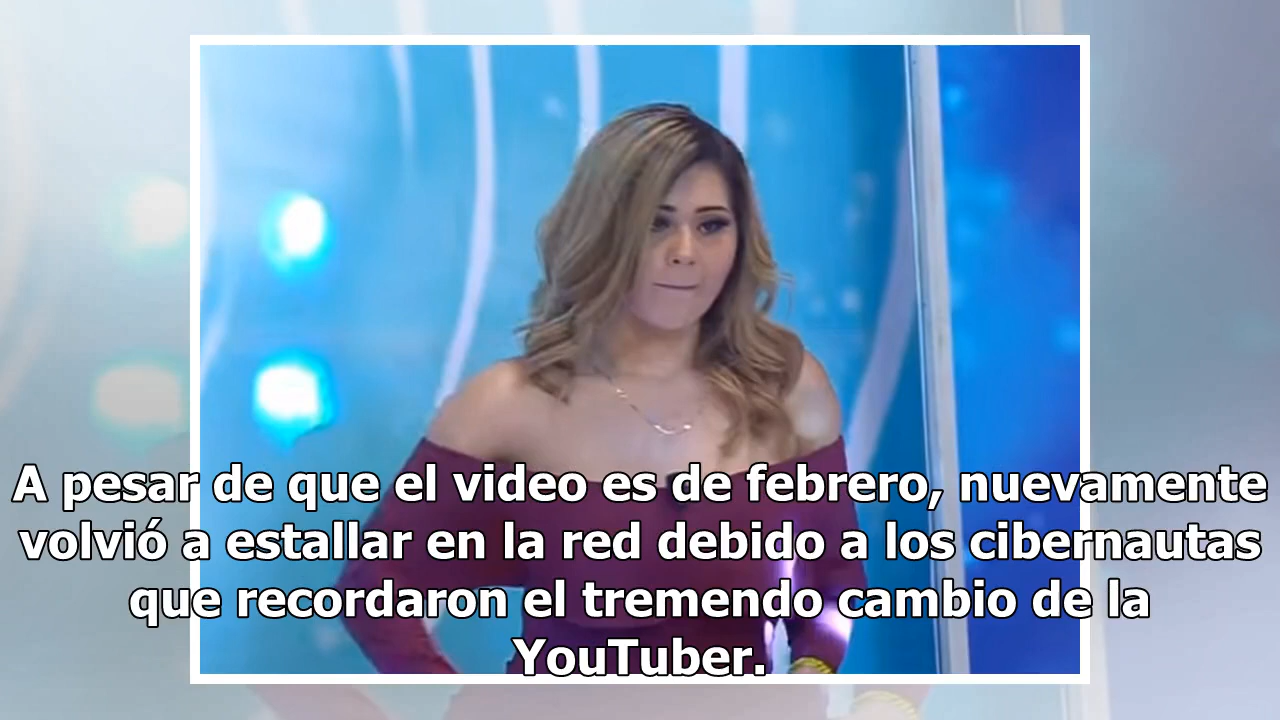 A pesar de que el video es de febrero, nuevamente
volvió a estallar en la red debido a los cibernautas
que recordaron el tremendo cambio de la
YouTuber.